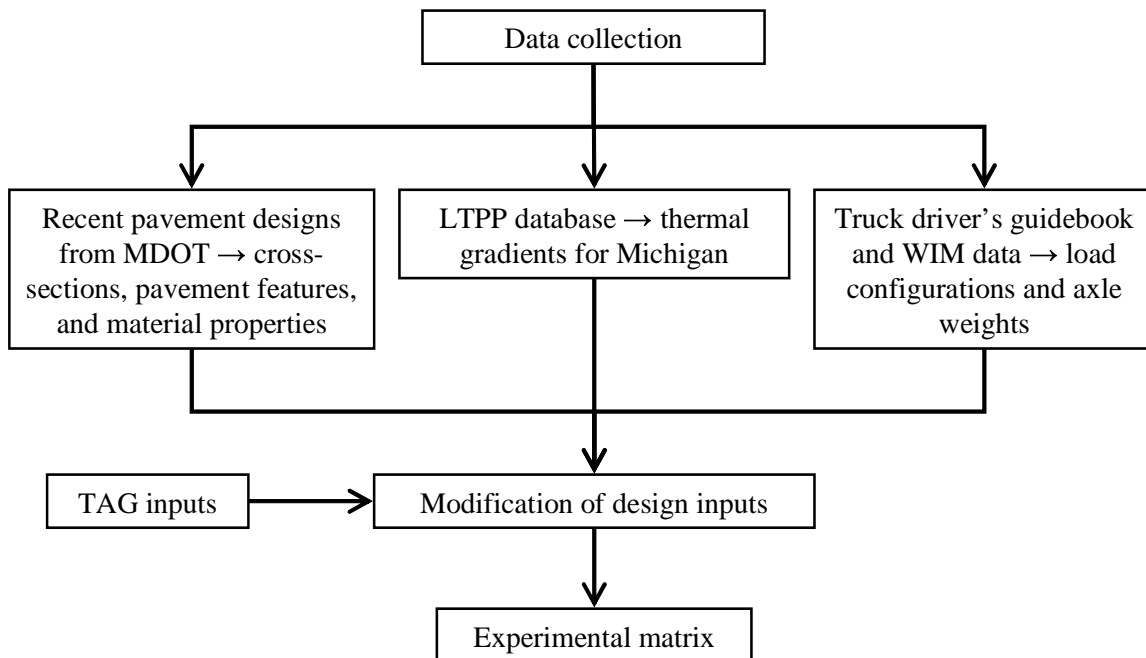 Data collection
Recent pavement designs
from MDOT → cross-
sections, pavement features,
and material properties
LTPP database → thermal
gradients for Michigan
Truck driver’s guidebook
and WIM data → load
configurations and axle
weights
TAG inputs
Modification of design inputs
Experimental matrix